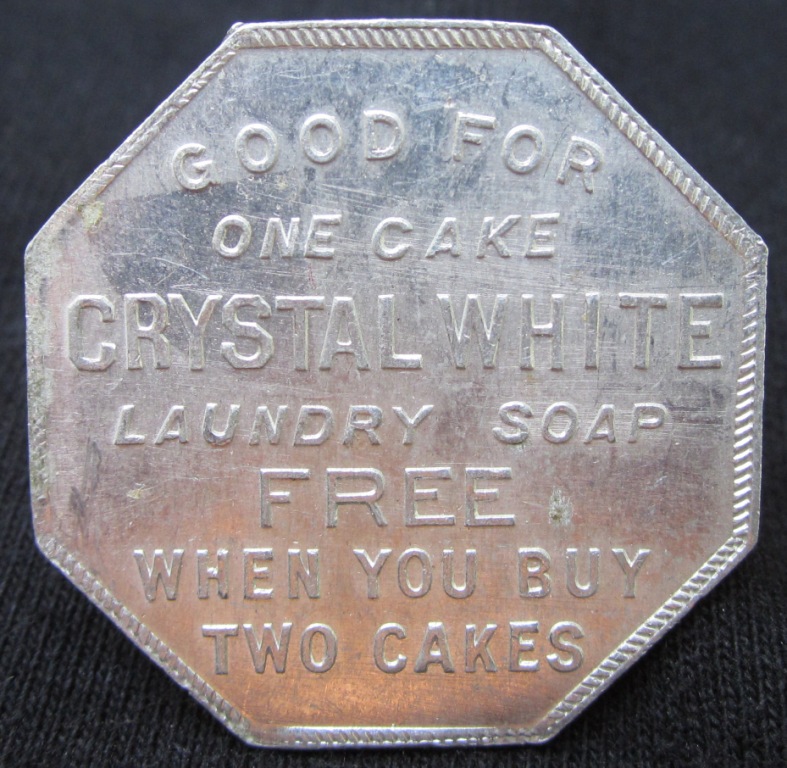 GOOD FOR
ONE CAKE
CRYSTAL WHITE
LAUNDRY SOAP
FREE
WHEN YOU BUY
TWO CAKES